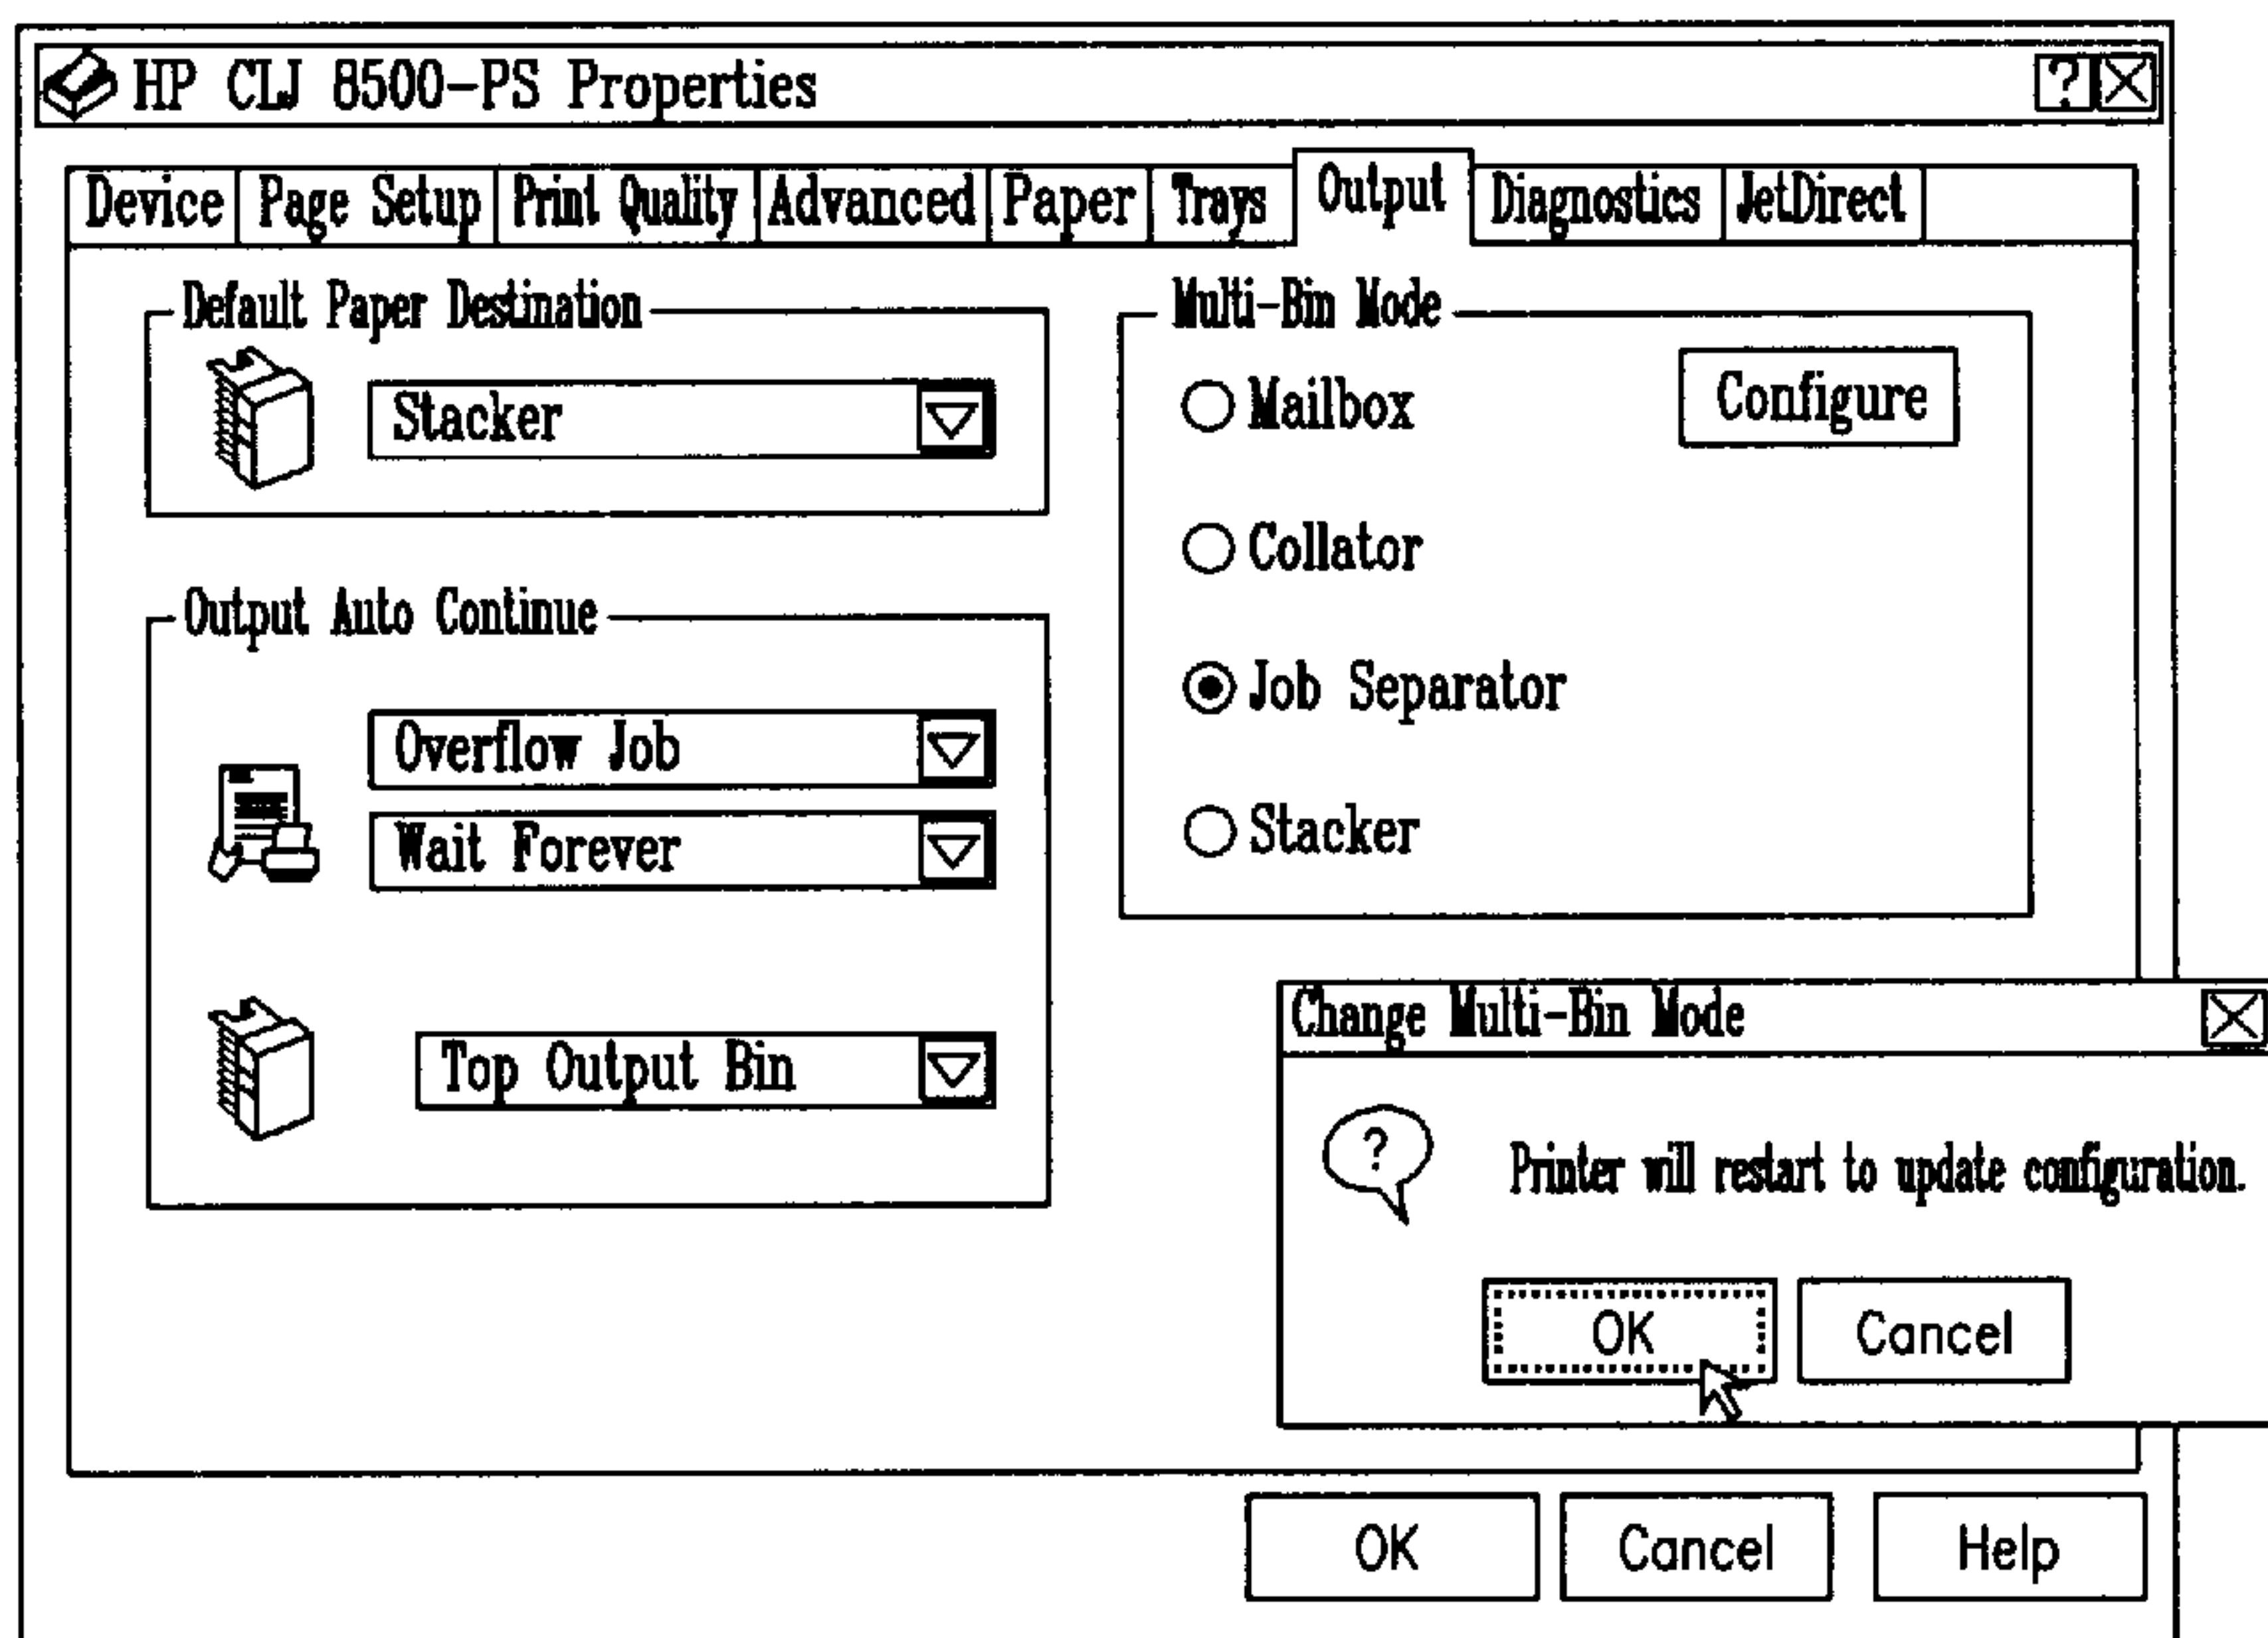 HP CLJ 8500-PS Properties ?
Device Page Setup Print Quality Advanced Paper Trays Output Diagnostics JetDirect
Default Paper Destination
Stacker
Output Auto Continue
Overflow Job
Wait Forever
Top Output Bin
Multi-Bin Mode
Mailbox Configure
Collator
Job Separator
Stacker
Change Multi-Bin Mode
? Printer will restart to update configuration.
OK Cancel
OK Cancel Help